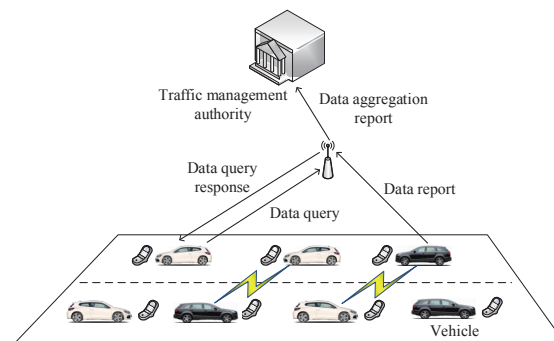 Traffic management
authority
Data aggregation
report
Data query
response
Data report
Data query
Vehicle